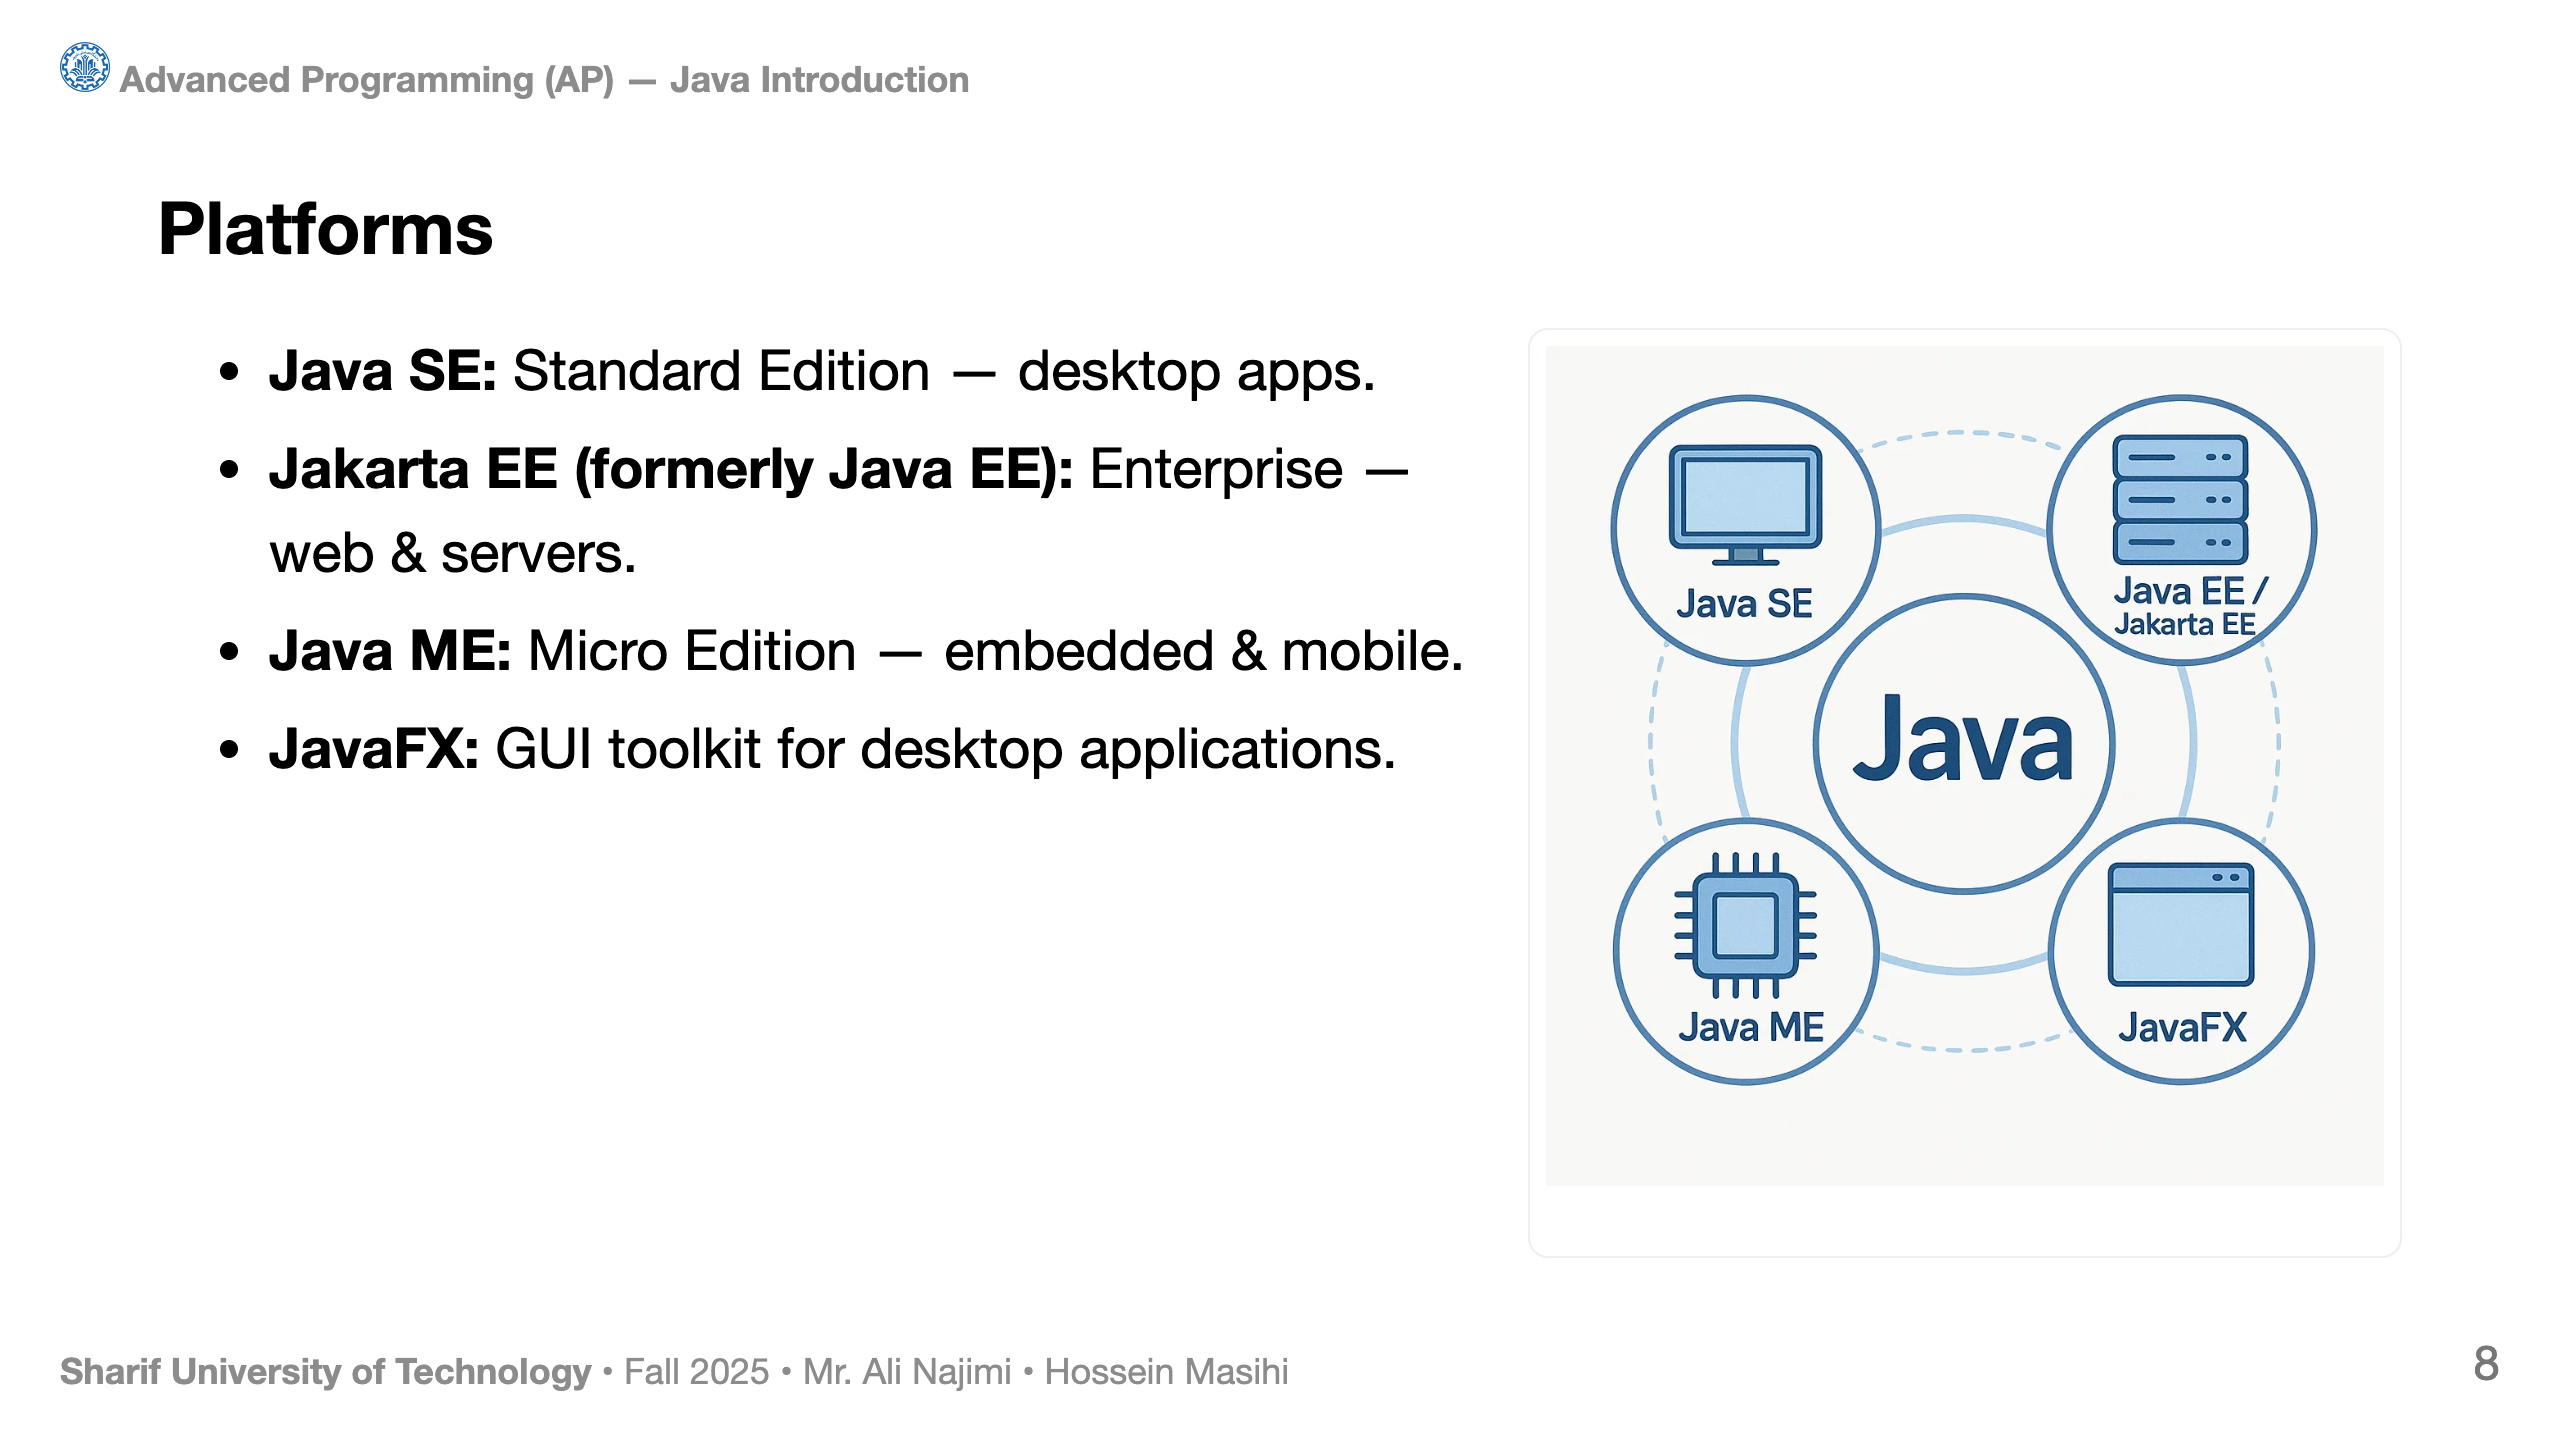 Advanced Programming (AP) — Java Introduction
Platforms
• Java SE: Standard Edition — desktop apps.
• Jakarta EE (formerly Java EE): Enterprise —
web & servers.
• Java ME: Micro Edition — embedded & mobile.
• JavaFX: GUI toolkit for desktop applications.
Java SE
Java EE /
Jakarta EE
Java
Java ME
JavaFX
Sharif University of Technology • Fall 2025 • Mr. Ali Najimi • Hossein Masihi
8